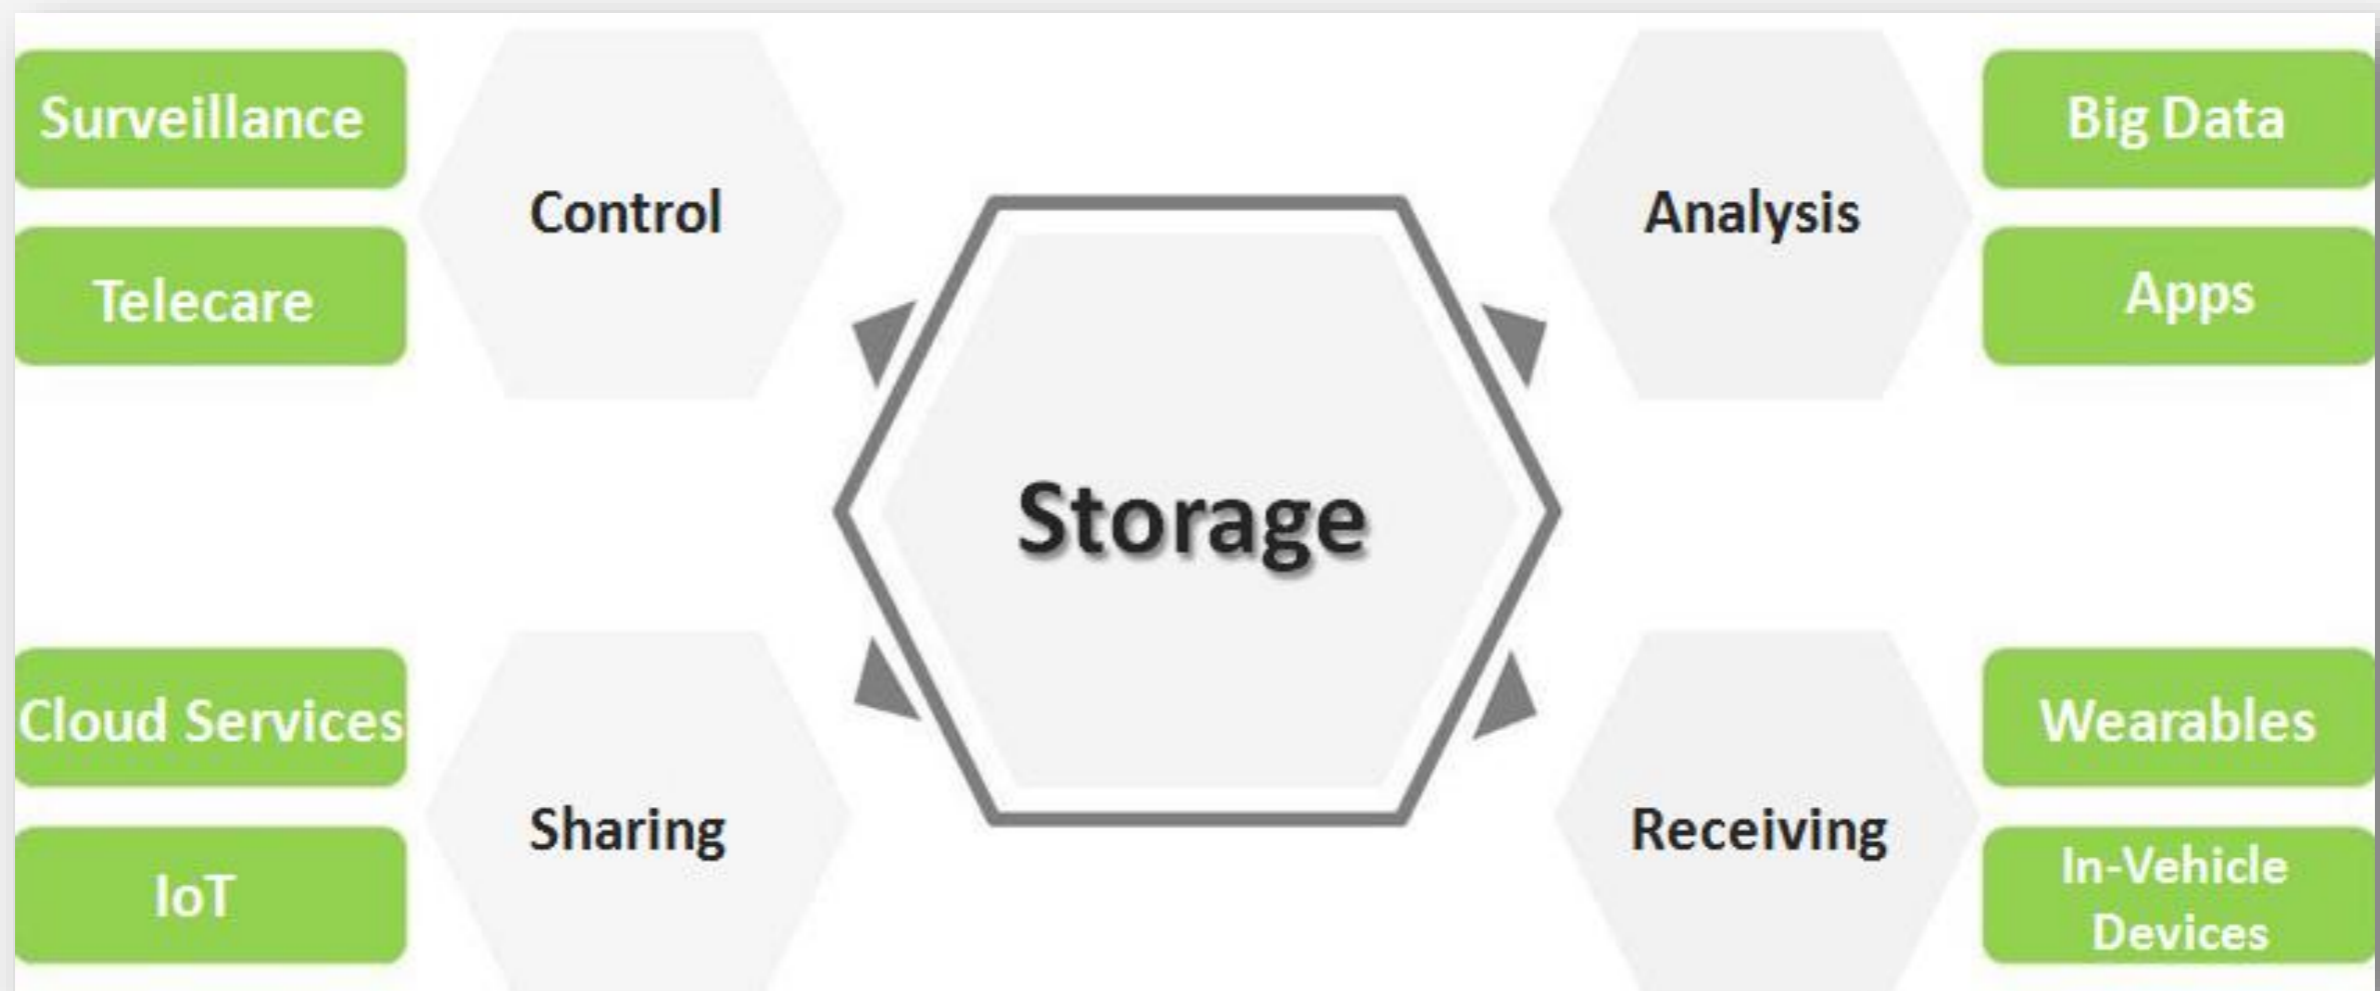 Surveillance
Telecare
Control
Cloud Services
IoT
Sharing
Storage
Analysis
Big Data
Apps
Receiving
Wearables
In-Vehicle
Devices